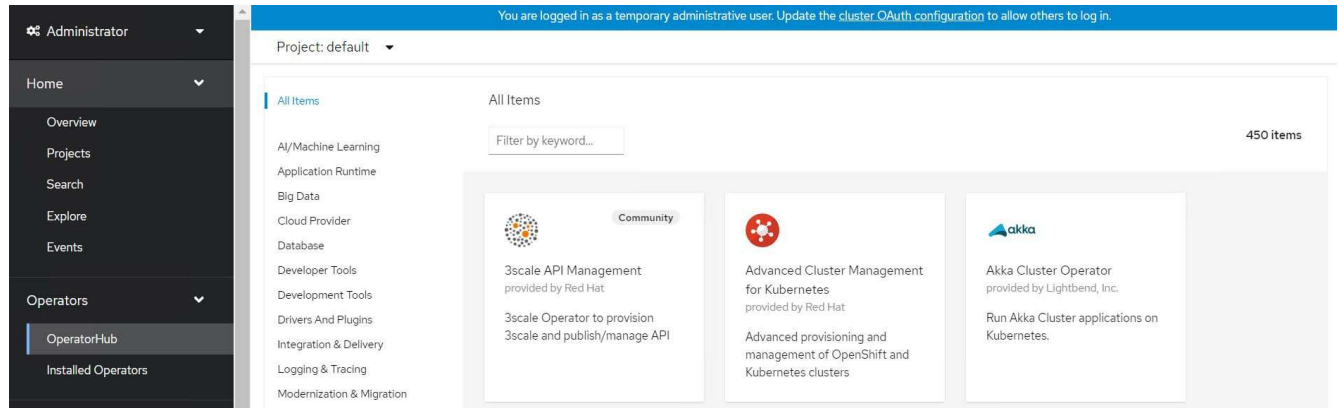 Administrator
Home
Overview
Projects
Search
Explore
Events
Operators
OperatorHub
Installed Operators
You are logged in as a temporary administrative user. Update the cluster OAuth configuration to allow others to log in.
Project: default
All Items
AI/Machine Learning
Application Runtime
Big Data
Cloud Provider
Database
Developer Tools
Development Tools
Drivers And Plugins
Integration & Delivery
Logging & Tracing
Modernization & Migration
All Items
Filter by keyword...
450 items
Community
3scale API Management
provided by Red Hat
3scale Operator to provision
3scale and publish/manage API
Advanced Cluster Management
for Kubernetes
provided by Red Hat
Advanced provisioning and
management of OpenShift and
Kubernetes clusters
akka
Akka Cluster Operator
provided by Lightbend, Inc.
Run Akka Cluster applications on
Kubernetes.